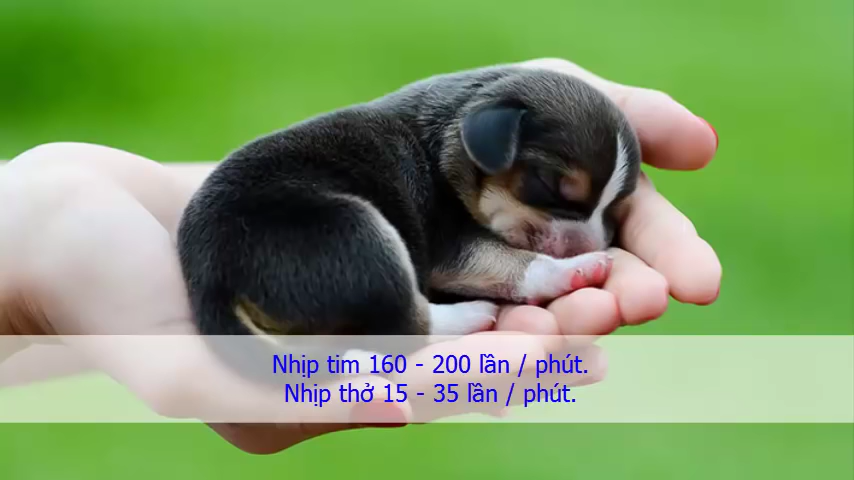 Nhịp tim 160 - 200 lần / phút.
Nhịp thở 15 - 35 lần / phút.